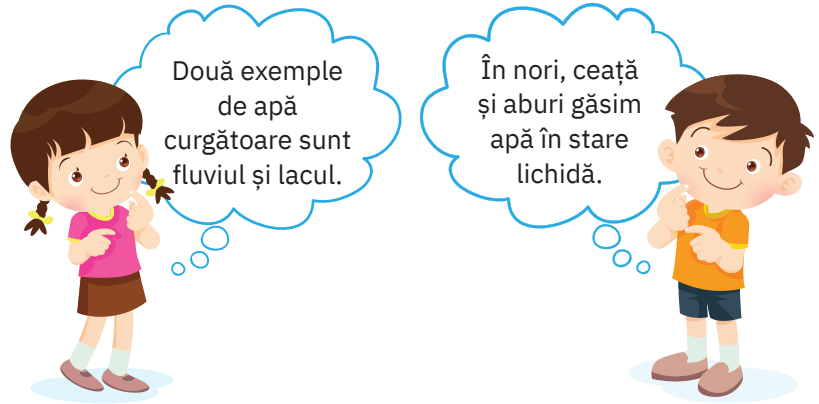 Două exemple
de apă
curgătoare sunt
fluviul și lacul.
În nori, ceață
și aburi găsim
apă în stare
lichidă.